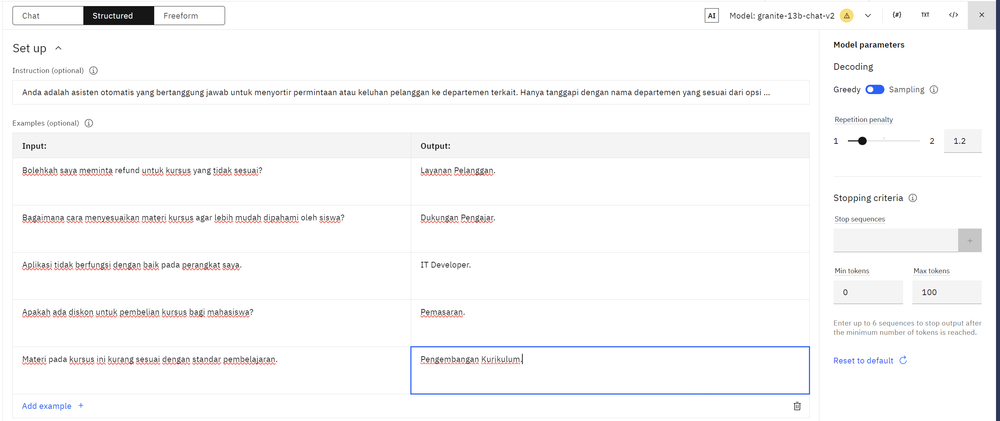 Chat Structured Freeform AI Model: granite-13b-chat-v2 {#} TXT </>
Set up
Instruction (optional)
Anda adalah asisten otomatis yang bertanggung jawab untuk menyortir permintaan atau keluhan pelanggan ke departemen terkait. Hanya tanggapi dengan nama departemen yang sesuai dari opsi ...
Examples (optional)
Input: Output:
Bolehkah saya meminta refund untuk kursus yang tidak sesuai? Layanan Pelanggan.
Bagaimana cara menyesuaikan materi kursus agar lebih mudah dipahami oleh siswa? Dukungan Pengajar.
Aplikasi tidak berfungsi dengan baik pada perangkat saya. IT Developer.
Apakah ada diskon untuk pembelian kursus bagi mahasiswa? Pemasaran.
Materi pada kursus ini kurang sesuai dengan standar pembelajaran. Pengembangan Kurikulum.
Add example +
Model parameters
Decoding
Greedy Sampling
Repetition penalty
1 2 1.2
Stopping criteria
Stop sequences
+
Min tokens Max tokens
0 100
Enter up to 6 sequences to stop output after
the minimum number of tokens is reached.
Reset to default